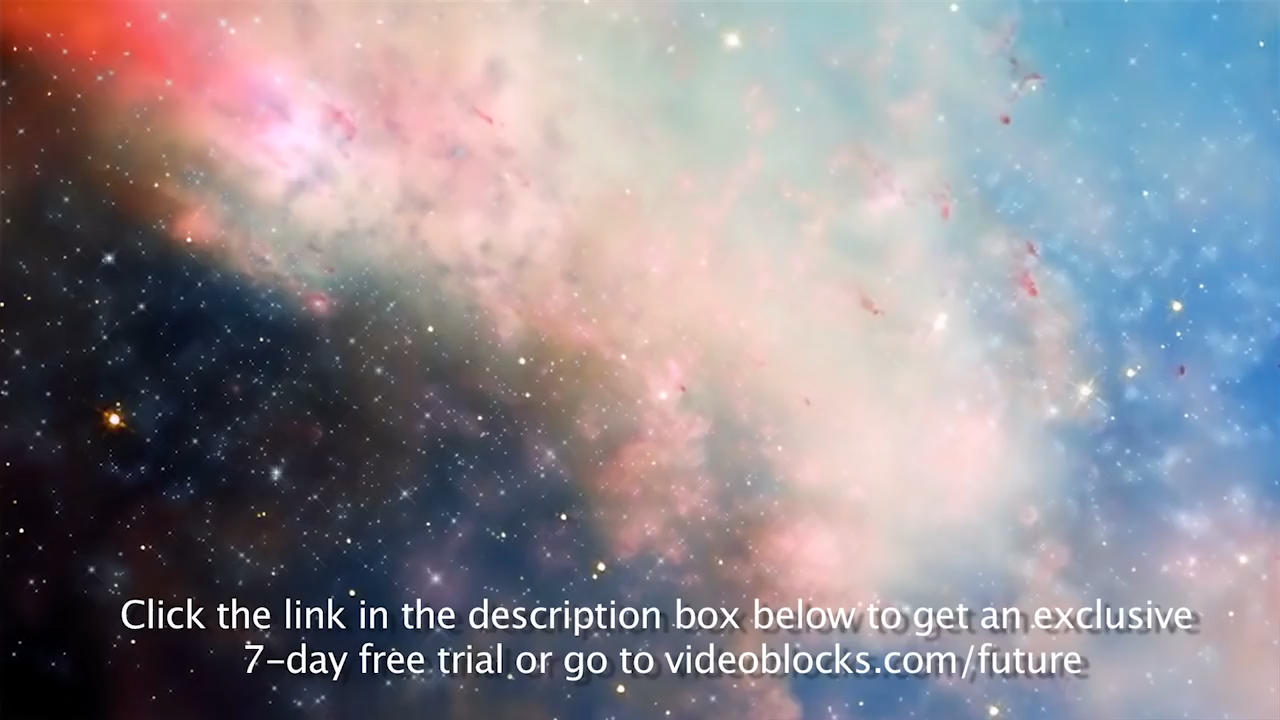 Click the link in the description box below to get an exclusive
7-day free trial or go to videoblocks.com/future